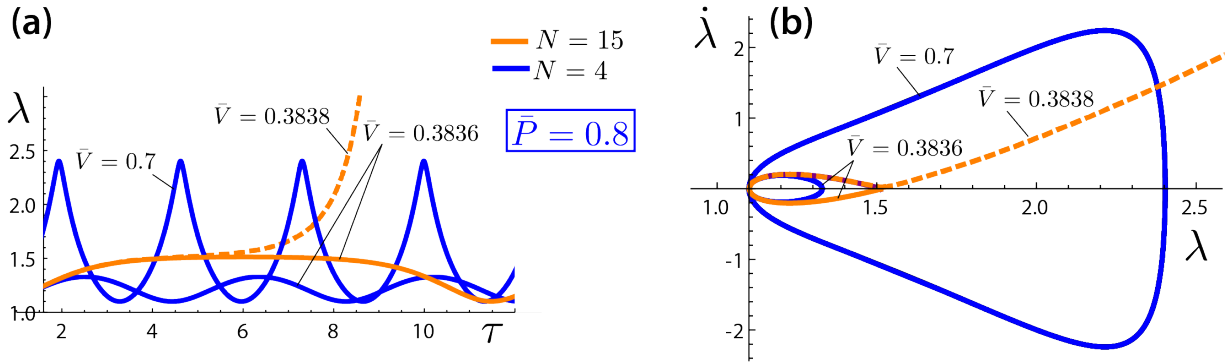 (a)
N = 15
N = 4
P̄ = 0.8
λ
2.5
2.0
1.5
1.0
2
4
6
8
10
τ
V̄ = 0.3838
V̄ = 0.3836
V̄ = 0.7
(b)
λ̇
2
1
-1
-2
1.0
1.5
2.0
2.5
λ
V̄ = 0.7
V̄ = 0.3838
V̄ = 0.3836